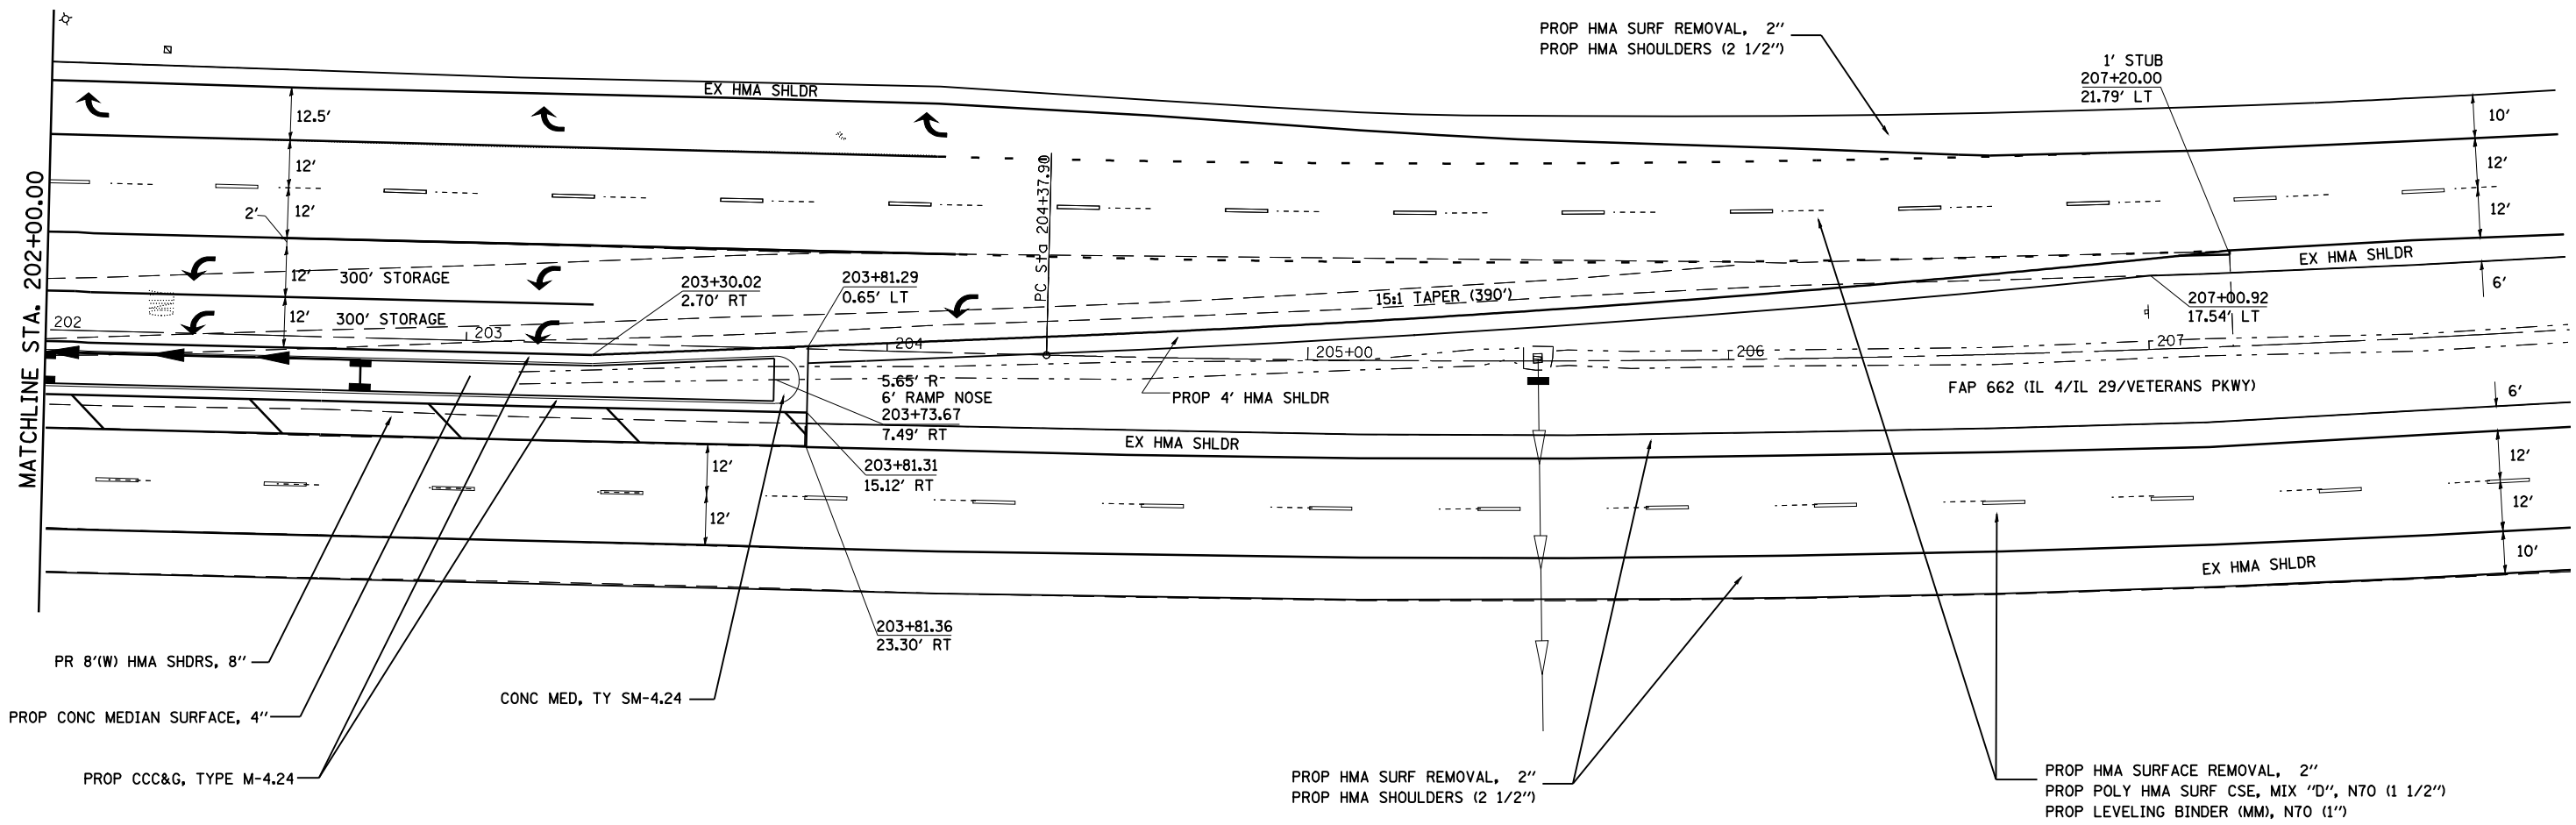 PROP HMA SURF REMOVAL, 2"
PROP HMA SHOULDERS (2 1/2")
1' STUB
207+20.00
21.79' LT
EX HMA SHLDR
12.5'
12'
12'
2'
12'
12'
300' STORAGE
300' STORAGE
MATCHLINE STA. 202+00.00
202
203
204
205+00
206
207
203+30.02
2.70' RT
203+81.29
0.65' LT
PC Sta 204+37.90
15:1 TAPER (390')
10'
12'
12'
EX HMA SHLDR
6'
207+00.92
17.54' LT
FAP 662 (IL 4/IL 29/VETERANS PKWY)
PROP 4' HMA SHLDR
5.65' R
6' RAMP NOSE
203+73.67
7.49' RT
EX HMA SHLDR
203+81.31
15.12' RT
12'
12'
6'
12'
12'
10'
EX HMA SHLDR
203+81.36
23.30' RT
PR 8'(W) HMA SHDRS, 8"
CONC MED, TY SM-4.24
PROP CONC MEDIAN SURFACE, 4"
PROP CCC&G, TYPE M-4.24
PROP HMA SURF REMOVAL, 2"
PROP HMA SHOULDERS (2 1/2")
PROP HMA SURFACE REMOVAL, 2"
PROP POLY HMA SURF CSE, MIX "D", N70 (1 1/2")
PROP LEVELING BINDER (MM), N70 (1")